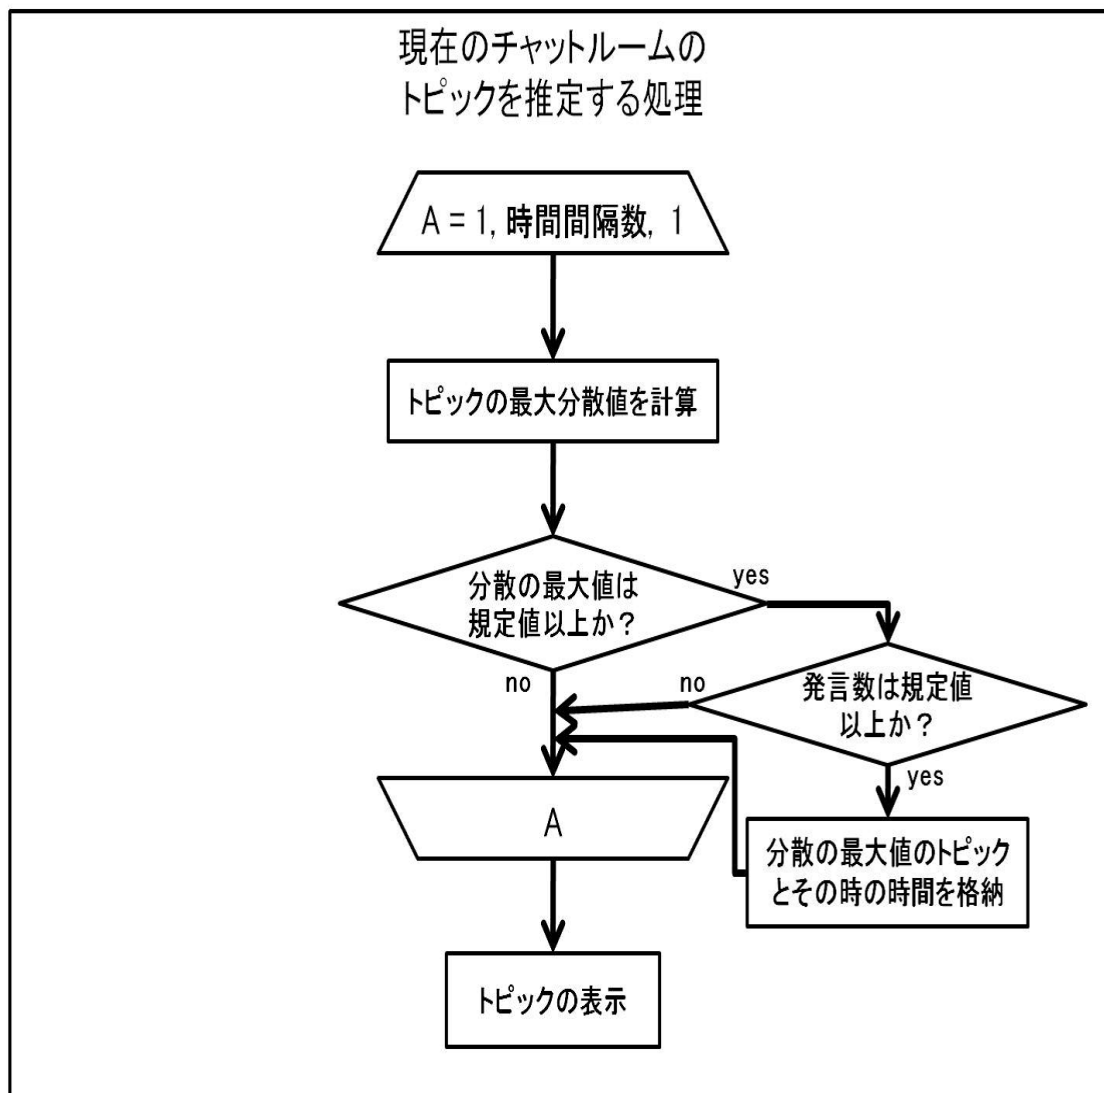 現在のチャットルームの
トピックを推定する処理
A = 1, 時間間隔数, 1
トピックの最大分散値を計算
分散の最大値は
規定値以上か？
yes
no
発言数は規定値
以上か？
no
yes
分散の最大値のトピック
とその時の時間を格納
A
トピックの表示